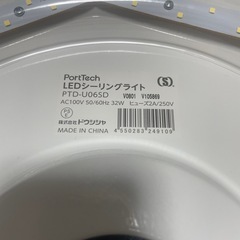 PortTech
LEDシーリングライト
PTD-U06SD V0801 V105869
AC100V 50/60Hz 32W ヒューズ2A/250V
株式会社ドウシシャ
MADE IN CHINA
4550283249109